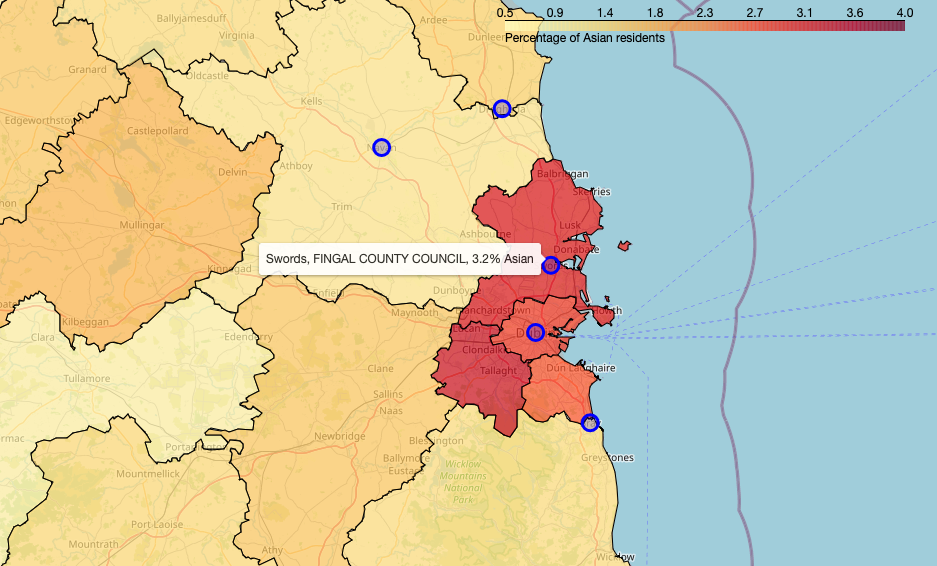 0.5 0.9 1.4 1.8 2.3 2.7 3.1 3.6 4.0
Percentage of Asian residents
Ballyjamesduff
Ardee
Virginia
Dunleer
Granard
Oldcastle
Kells
Edgeworthstown
Castlepollard
Athboy
Delvin
Balbriggan
Skerries
Trim
Mullingar
Lusk
Ashbourne
Donabate
Swords, FINGAL COUNTY COUNCIL, 3.2% Asian
Kinnegad
Enfield
Dunboyne
Maynooth
Blanchardstown
Howth
Kilbeggan
Lucan
Clara
Edenderry
Clondalkin
Clane
Tallaght
Dún Laoghaire
Tullamore
Sallins
Naas
Newbridge
Blessington
Portarlington
Greystones
Ballymore
Eustace
Wicklow
Mountains
National
Park
Mountmellick
Port Laoise
Mountrath
Athy
Wicklow